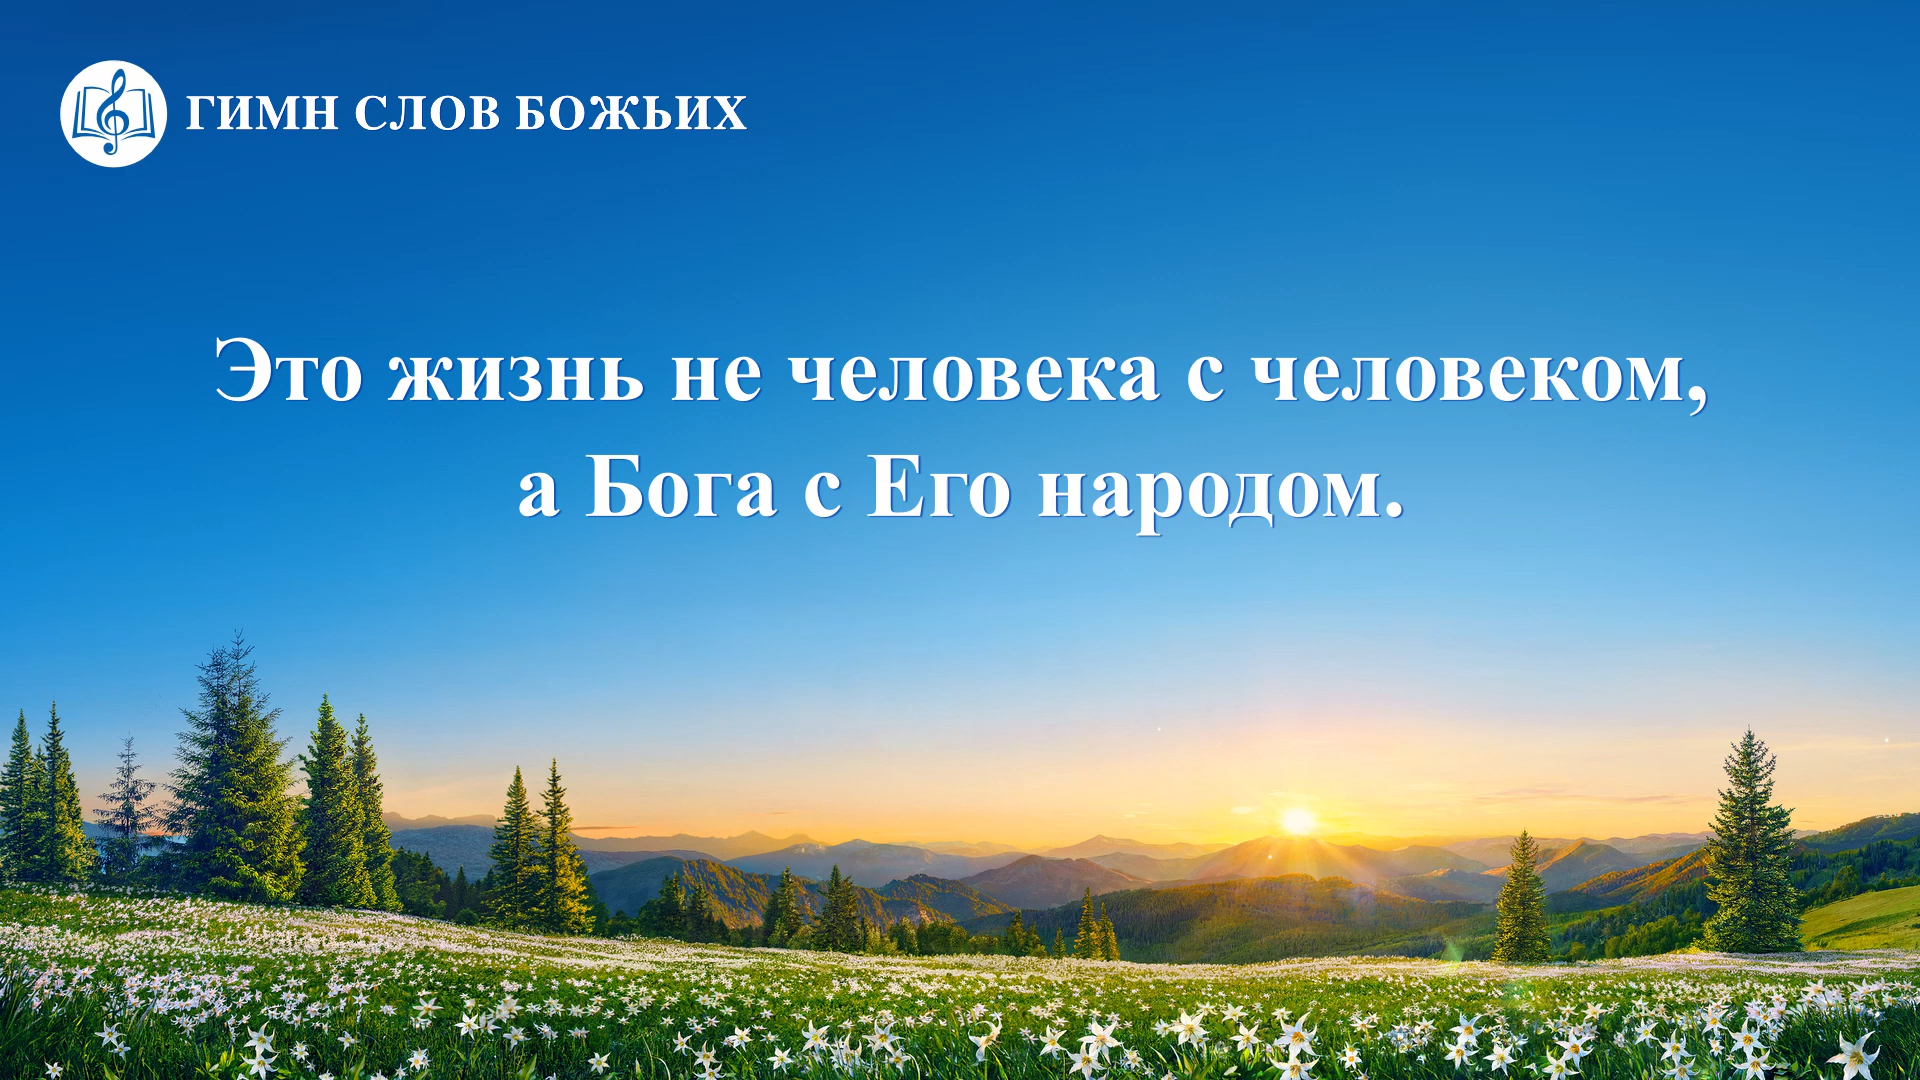 ГИМН СЛОВ БОЖЬИХ
Это жизнь не человека с человеком,
а Бога с Его народом.